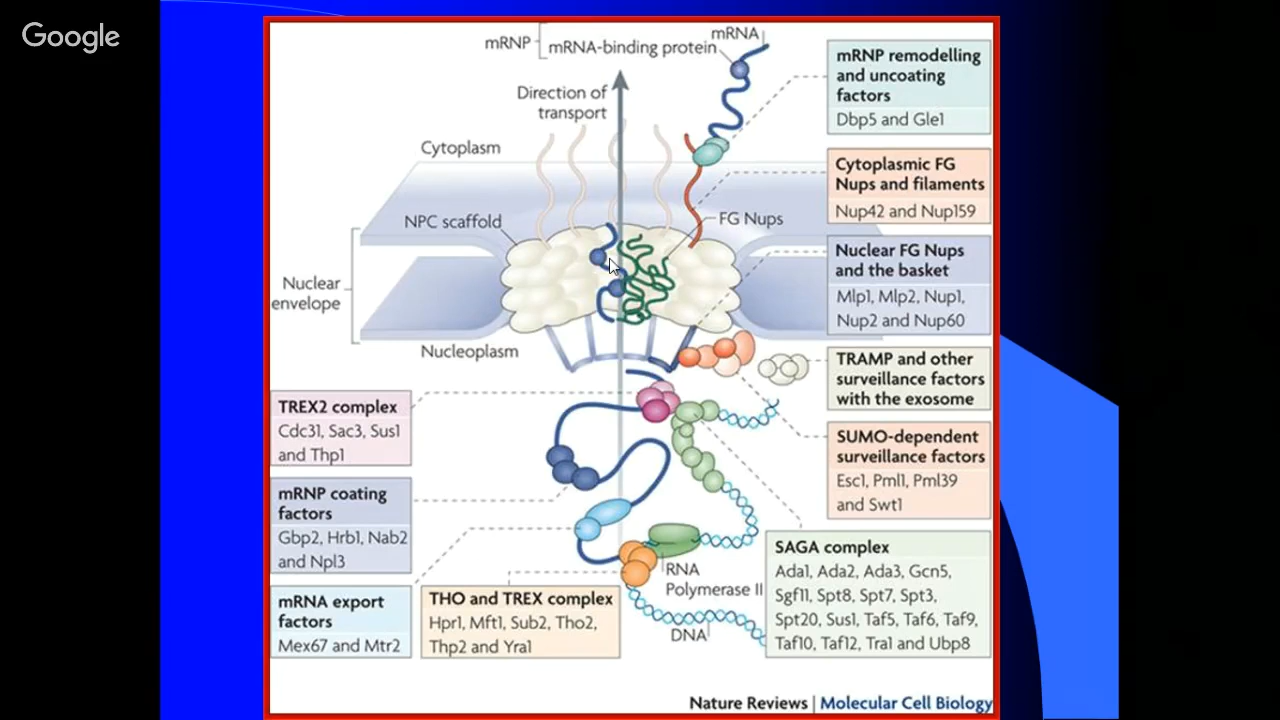 Google
mRNP
mRNA-binding protein
mRNA
Direction of
transport
Cytoplasm
NPC scaffold
FG Nups
Nuclear
envelope
Nucleoplasm
mRNP remodelling
and uncoating
factors
Dbp5 and Gle1
Cytoplasmic FG
Nups and filaments
Nup42 and Nup159
Nuclear FG Nups
and the basket
Mlp1, Mlp2, Nup1,
Nup2 and Nup60
TRAMP and other
surveillance factors
with the exosome
SUMO-dependent
surveillance factors
Esc1, Pml1, Pml39
and Swt1
TREX2 complex
Cdc31, Sac3, Sus1
and Thp1
mRNP coating
factors
Gbp2, Hrb1, Nab2
and Npl3
mRNA export
factors
Mex67 and Mtr2
THO and TREX complex
Hpr1, Mft1, Sub2, Tho2,
Thp2 and Yra1
RNA
Polymerase II
DNA
SAGA complex
Ada1, Ada2, Ada3, Gcn5,
Sgf11, Spt8, Spt7, Spt3,
Spt20, Sus1, Taf5, Taf6, Taf9,
Taf10, Taf12, Tra1 and Ubp8
Nature Reviews | Molecular Cell Biology